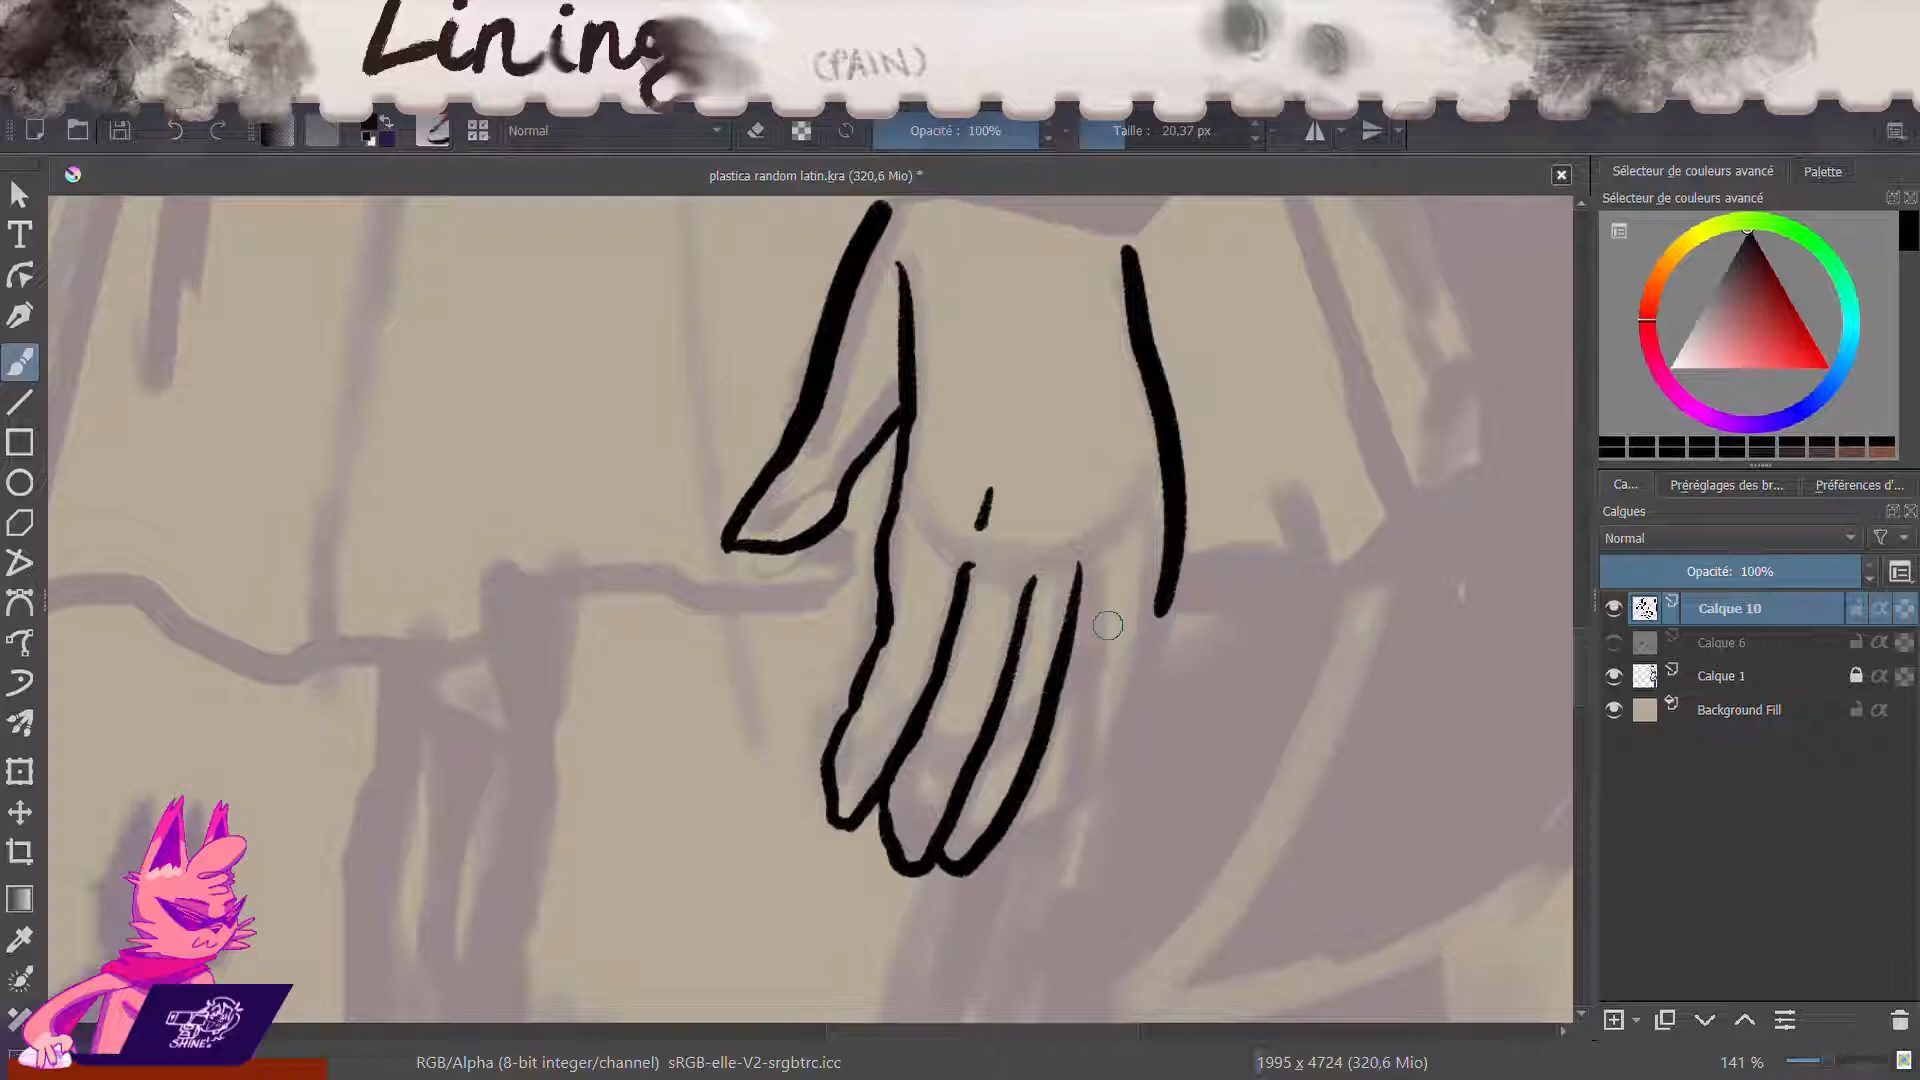 Lining
(PAIN)
Normal
Opacité : 100%
Taille : 20,37 px
plastica random latin.kra (320,6 Mio) *
Sélecteur de couleurs avancé
Palette
Sélecteur de couleurs avancé
Ca...
Préréglages des br...
Préférences d'...
Calques
Normal
Opacité: 100%
Calque 10
Calque 6
Calque 1
Background Fill
SHINE!
RGB/Alpha (8-bit integer/channel) sRGB-elle-V2-srgbtrc.icc
1995 x 4724 (320,6 Mio)
141 %